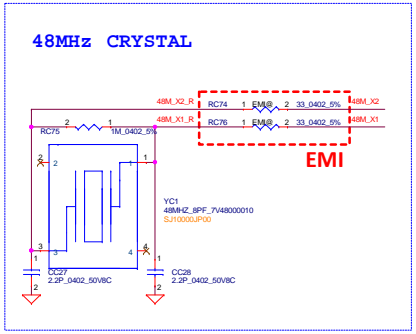 48MHz CRYSTAL
48M_X2_R RC74 1 EMI@ 2 33_0402_5% 48M_X2
48M_X1_R RC76 1 EMI@ 2 33_0402_5% 48M_X1
RC75 2 1 1M_0402_5%
EMI
2 2 1 1
YC1
48MHZ_8PF_7V48000010
SJ10000JP00
3 3 4 4
1 1
CC27 CC28
2.2P_0402_50V8C 2.2P_0402_50V8C
2 2